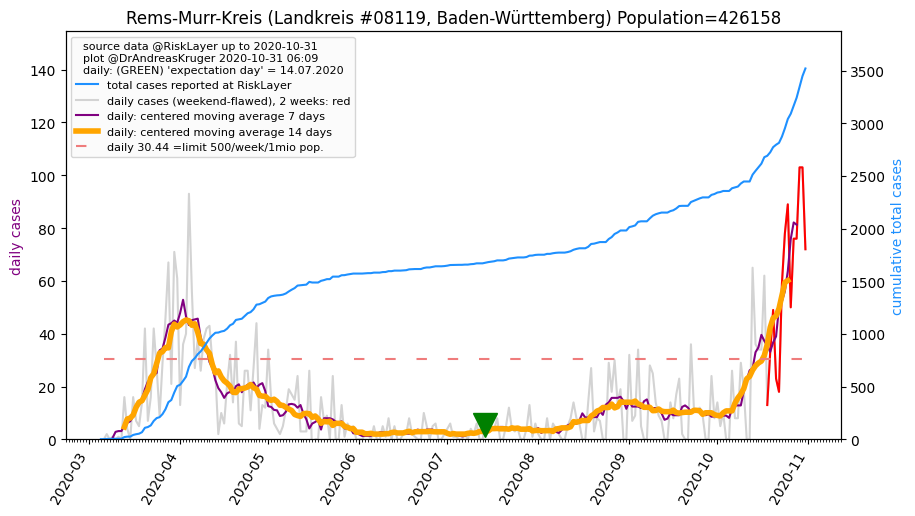 Rems-Murr-Kreis (Landkreis #08119, Baden-Württemberg) Population=426158
source data @RiskLayer up to 2020-10-31
plot @DrAndreasKruger 2020-10-31 06:09
daily: (GREEN) 'expectation day' = 14.07.2020
total cases reported at RiskLayer
daily cases (weekend-flawed), 2 weeks: red
daily: centered moving average 7 days
daily: centered moving average 14 days
daily 30.44 =limit 500/week/1mio pop.
daily cases
140
120
100
80
60
40
20
0
3500
3000
2500
2000
1500
1000
500
0
cumulative total cases
2020-03
2020-04
2020-05
2020-06
2020-07
2020-08
2020-09
2020-10
2020-11